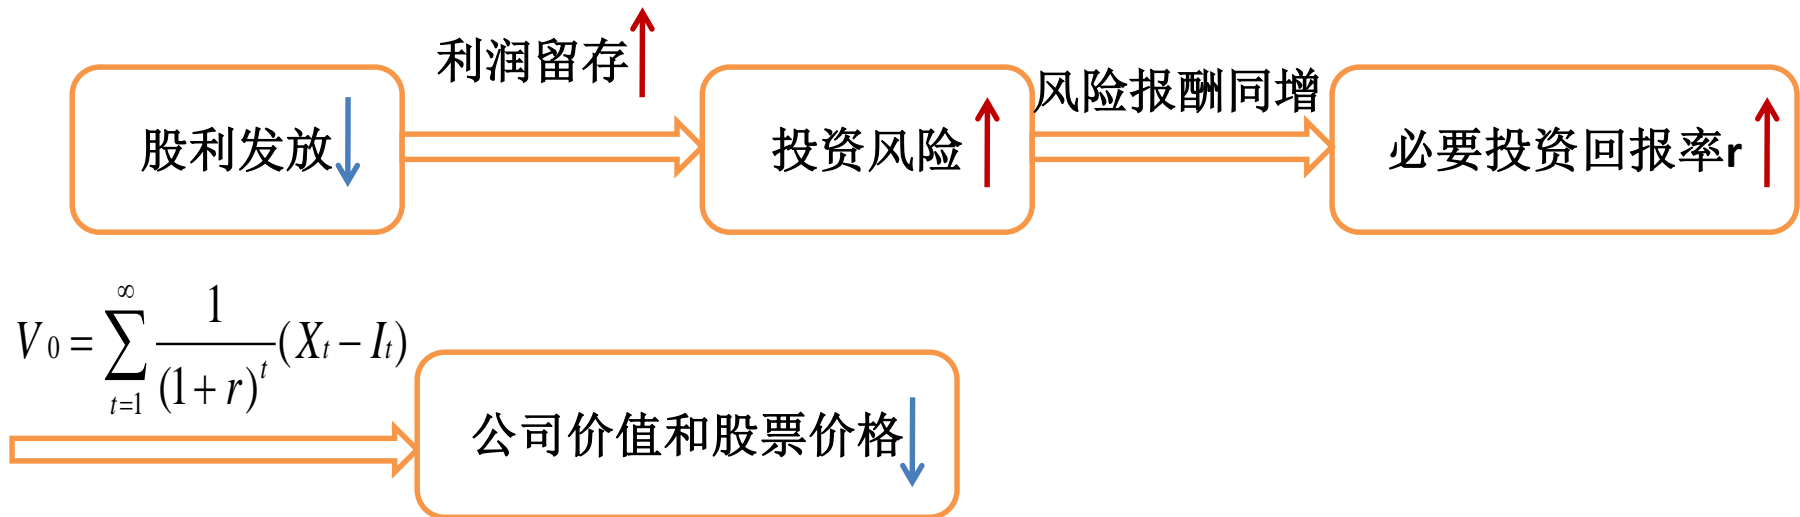 利润留存
股利发放
投资风险
风险报酬同增
必要投资回报率r
V₀ = ∑_{t=1}^{∞} \frac{1}{(1+r)^t}(Xₜ − Iₜ)
公司价值和股票价格